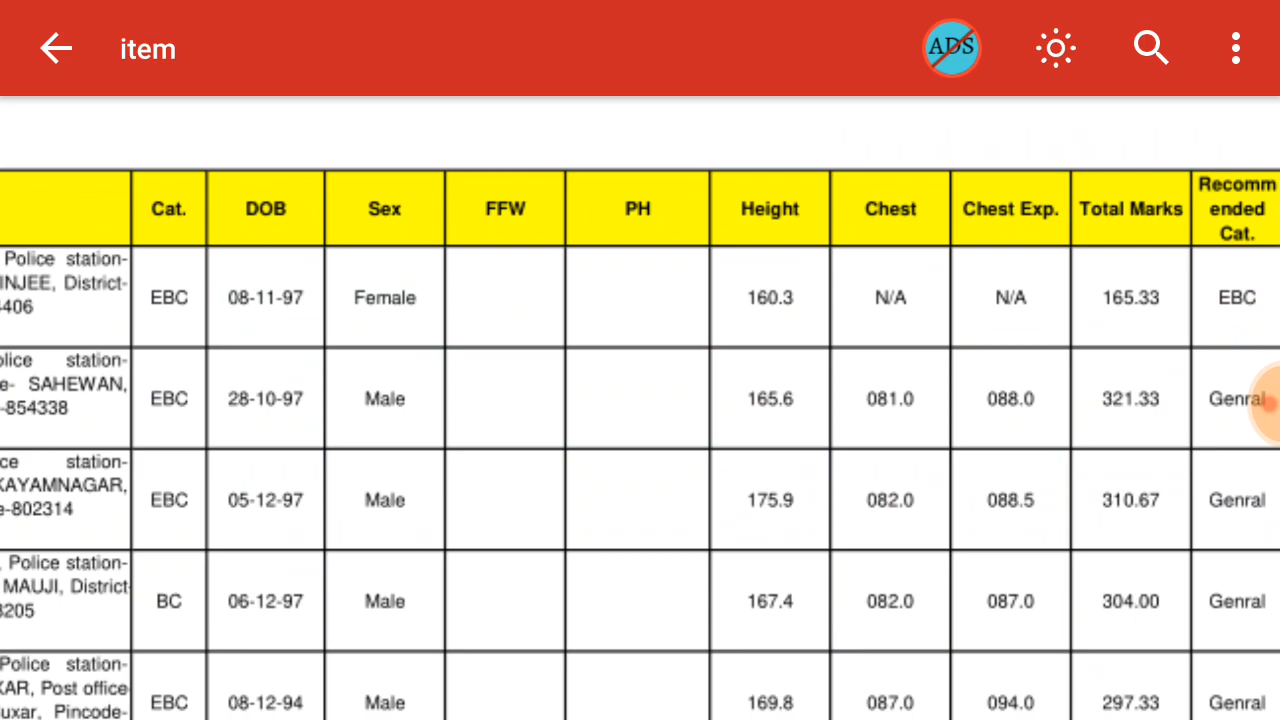 item
ADS
Cat. DOB Sex FFW PH Height Chest Chest Exp. Total Marks Recomm
ended
Cat.
Police station-
INJEE, District-
4406
EBC 08-11-97 Female 160.3 N/A N/A 165.33 EBC
olice station-
e- SAHEWAN,
-854338
EBC 28-10-97 Male 165.6 081.0 088.0 321.33 Genral
ce station-
KAYAMNAGAR,
e-802314
EBC 05-12-97 Male 175.9 082.0 088.5 310.67 Genral
, Police station-
MAUJI, District
3205
BC 06-12-97 Male 167.4 082.0 087.0 304.00 Genral
Police station-
KAR, Post office
uxar, Pincode-
EBC 08-12-94 Male 169.8 087.0 094.0 297.33 Genral